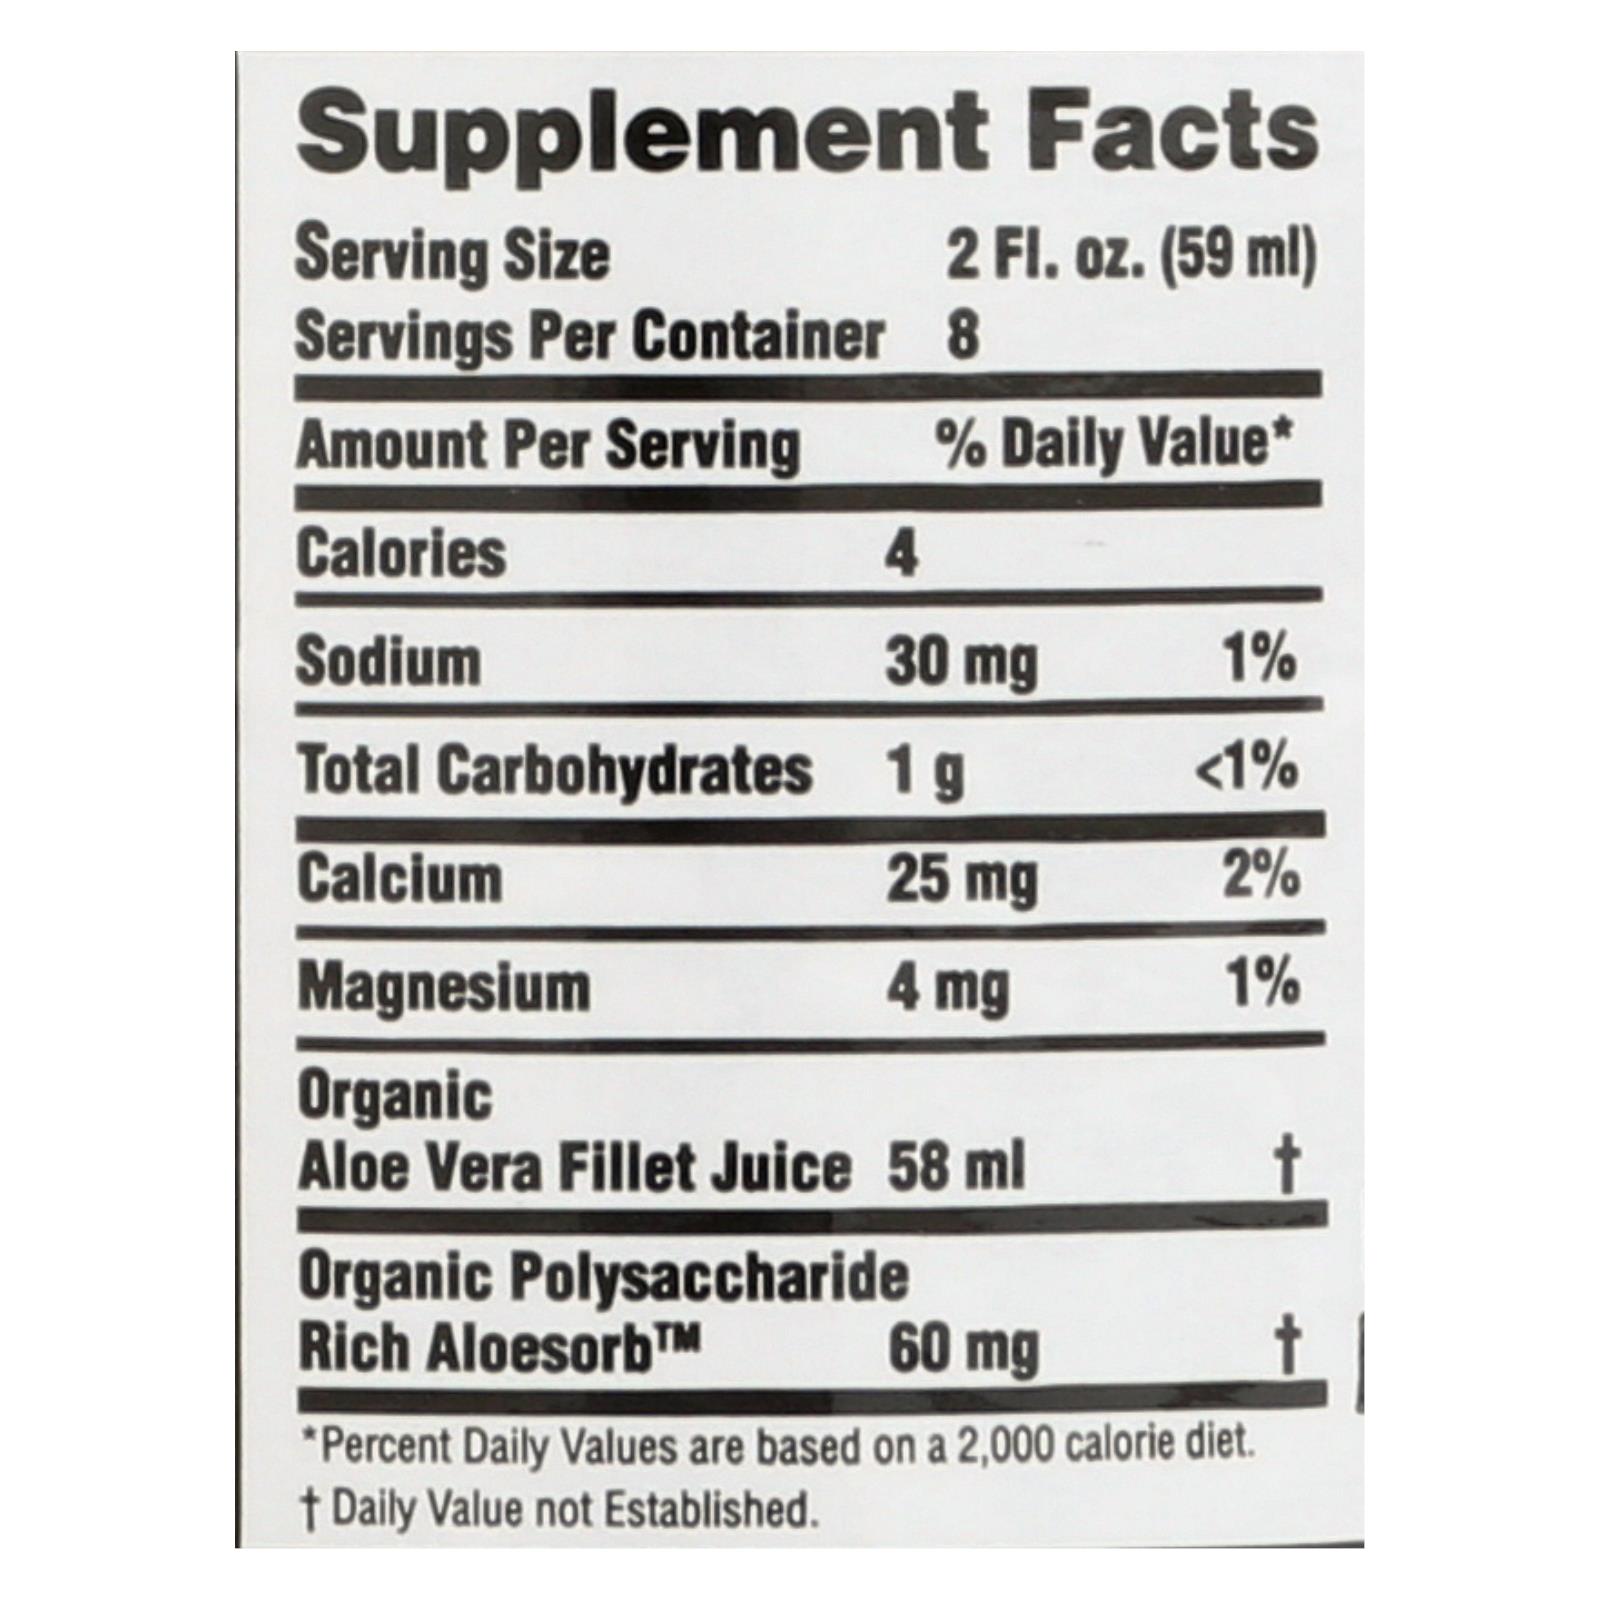 Supplement Facts
Serving Size 2 Fl. oz. (59 ml)
Servings Per Container 8
Amount Per Serving % Daily Value*
Calories 4
Sodium 30 mg 1%
Total Carbohydrates 1 g <1%
Calcium 25 mg 2%
Magnesium 4 mg 1%
Organic
Aloe Vera Fillet Juice 58 ml †
Organic Polysaccharide
Rich Aloesorb™ 60 mg †
*Percent Daily Values are based on a 2,000 calorie diet.
† Daily Value not Established.